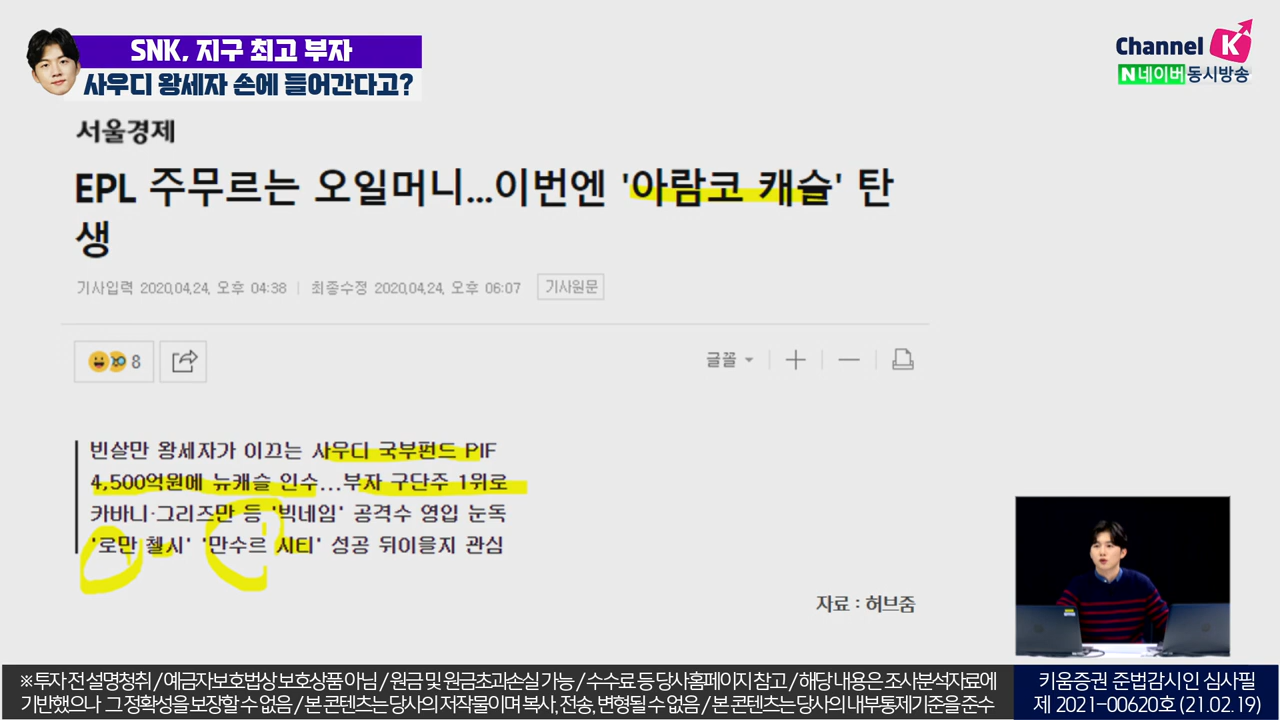 SNK, 지구 최고 부자
사우디 왕세자 손에 들어간다고?
Channel K
N 네이버 동시방송
서울경제
EPL 주무르는 오일머니...이번엔 '아람코 캐슬' 탄
생
기사입력 2020.04.24. 오후 04:38 | 최종수정 2020.04.24. 오후 06:07 기사원문
8
글꼴
빈살만 왕세자가 이끄는 사우디 국부펀드 PIF
4,500억원에 뉴캐슬 인수...부자 구단주 1위로
카바니·그리즈만 등 '빅네임' 공격수 영입 눈독
'로만 첼시' '만수르 시티' 성공 뒤이을지 관심
자료 : 허브줌
※ 투자 전 설명청취 / 예금자보호법상 보호상품 아님 / 원금 및 원금초과손실 가능 / 수수료 등 당사홈페이지 참고 / 해당 내용은 조사분석자료에
기반했으나 그 정확성을 보장할 수 없음 / 본 콘텐츠는 당사의 저작물이며 복사, 전송, 변형될 수 없음 / 본 콘텐츠는 당사의 내부통제기준을 준수
키움증권 준법감시인 심사필
제 2021-00620호 (21.02.19)